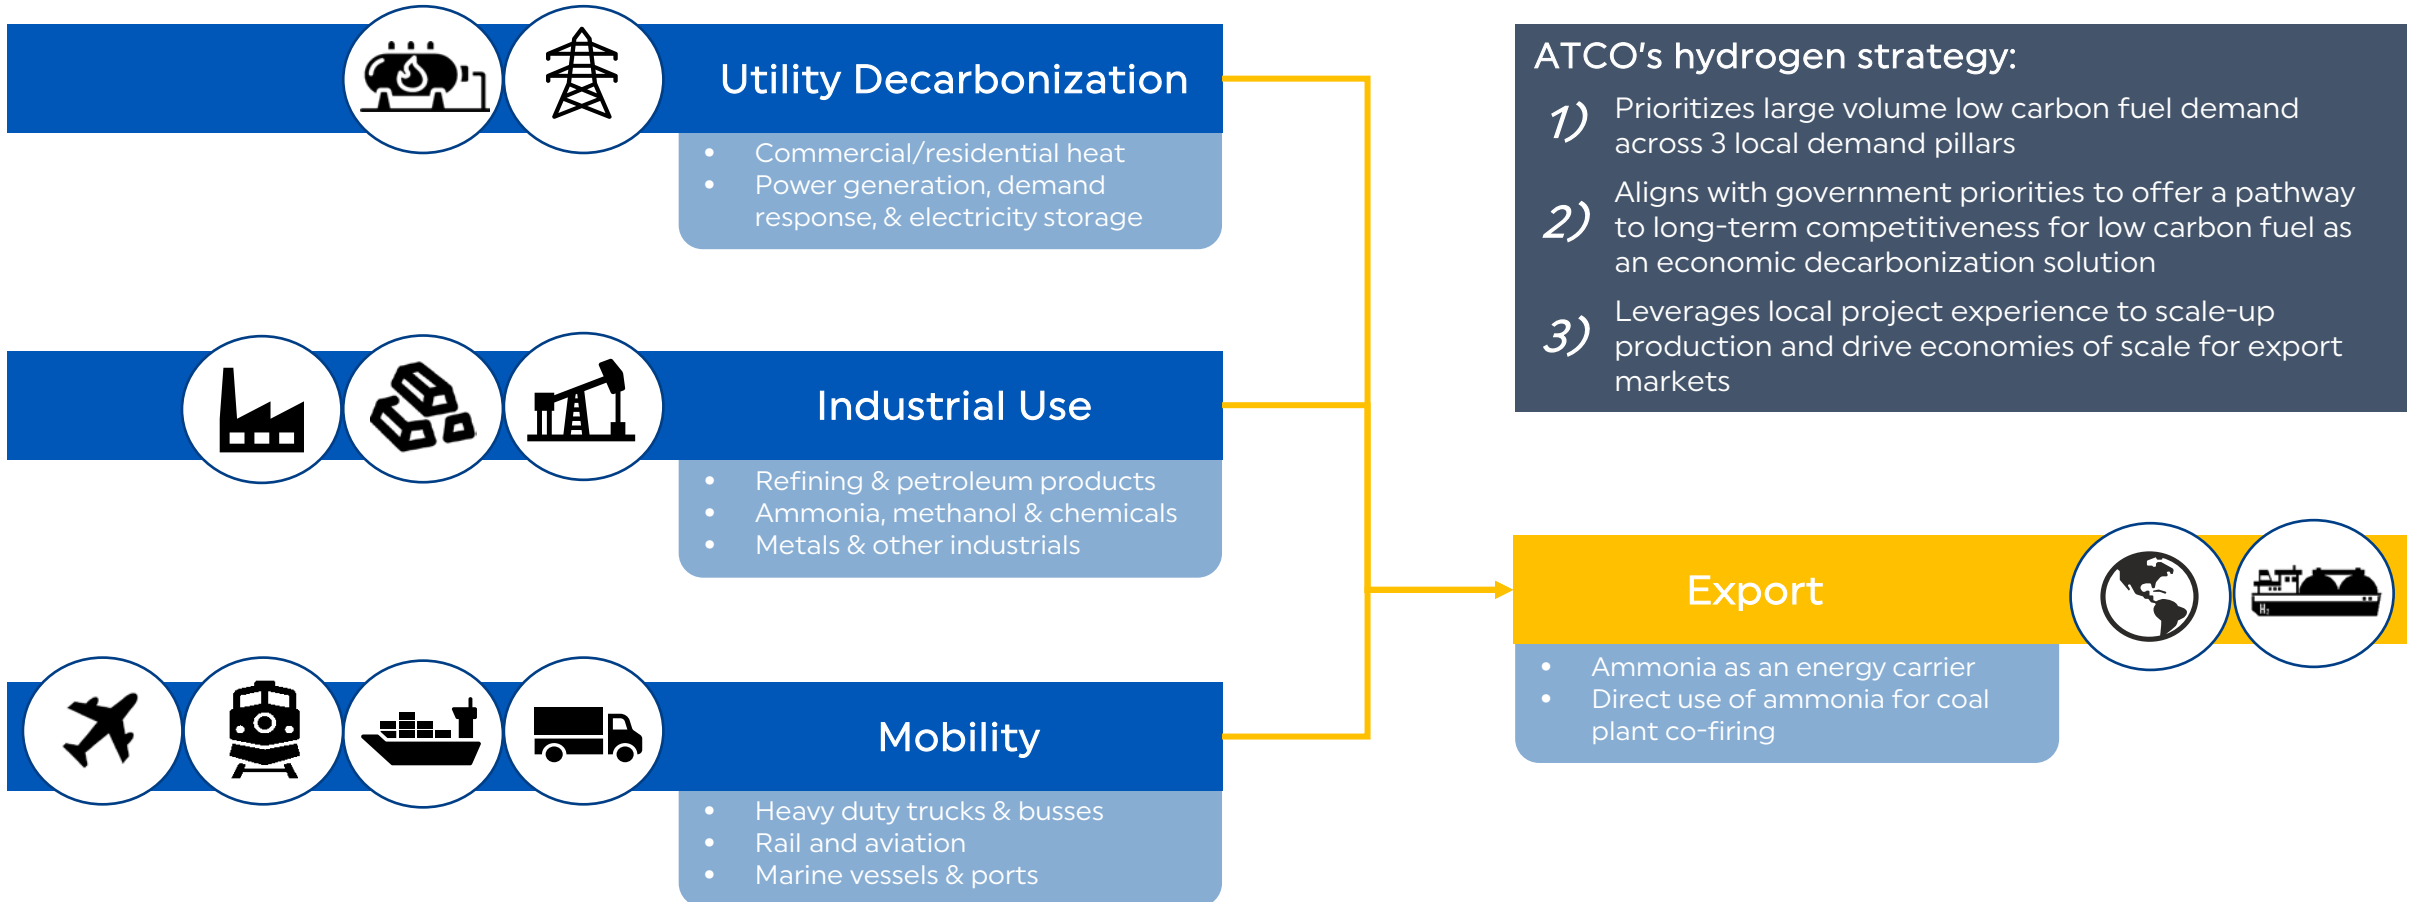 Utility Decarbonization
• Commercial/residential heat
• Power generation, demand
response, & electricity storage
Industrial Use
• Refining & petroleum products
• Ammonia, methanol & chemicals
• Metals & other industrials
Mobility
• Heavy duty trucks & busses
• Rail and aviation
• Marine vessels & ports
ATCO's hydrogen strategy:
1) Prioritizes large volume low carbon fuel demand
across 3 local demand pillars
2) Aligns with government priorities to offer a pathway
to long-term competitiveness for low carbon fuel as
an economic decarbonization solution
3) Leverages local project experience to scale-up
production and drive economies of scale for export
markets
Export
H₂
• Ammonia as an energy carrier
• Direct use of ammonia for coal
plant co-firing